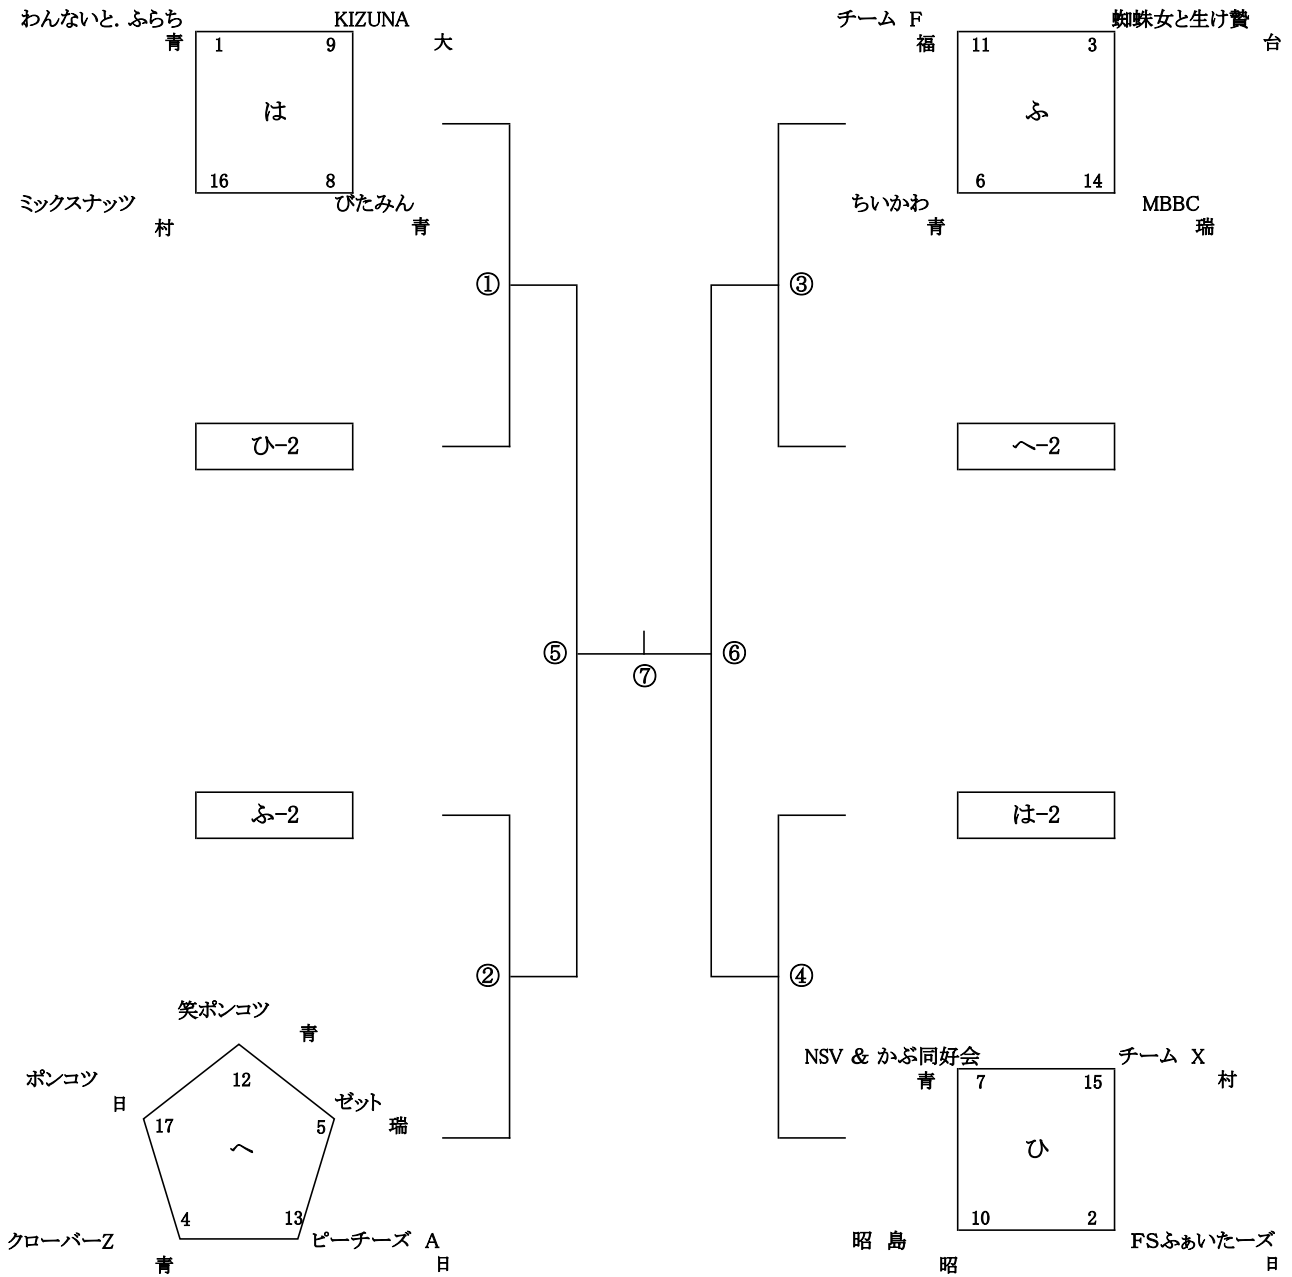 わんないと．ふらち KIZUNA
青 大
1 9
は
16 8
ミックスナッツ びたみん
村 青
チーム F 蜘蛛女と生け贄
福 台
11 3
ふ
6 14
ちいかわ MBBC
青 瑞
① ③
ひ-2 へ-2
⑤ ⑥
⑦
ふ-2 は-2
② ④
笑ポンコツ
青
ポンコツ
日
12
ゼット
瑞
17 5
へ
4 13
クローバーZ ピーチーズ A
青 日
NSV ＆ かぶ同好会 チーム X
青 村
7 15
ひ
10 2
昭 島 ＦＳふぁいたーズ
昭 日